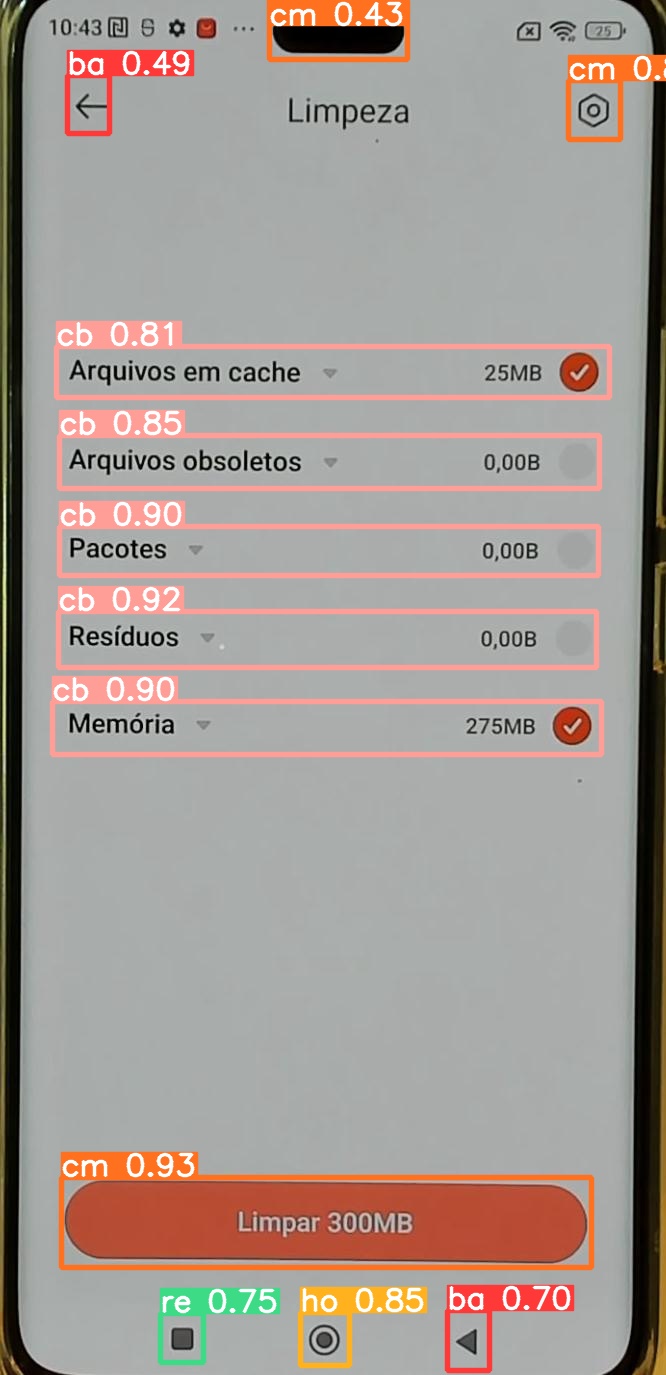 10:43 ... 25
cm 0.43
ba 0.49
cm 0.8
Limpeza
cb 0.81
Arquivos em cache 25MB
cb 0.85
Arquivos obsoletos 0,00B
cb 0.90
Pacotes 0,00B
cb 0.92
Resíduos 0,00B
cb 0.90
Memória 275MB
cm 0.93
Limpar 300MB
re 0.75 ho 0.85 ba 0.70